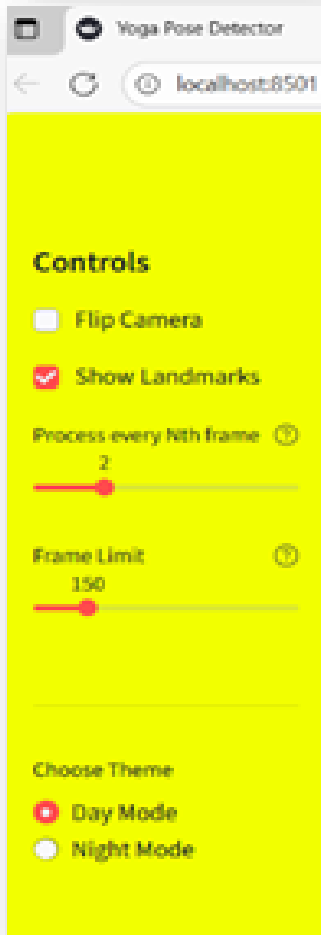 Yoga Pose Detector
localhost:8501
Controls
Flip Camera
Show Landmarks
Process every Nth frame
2
Frame Limit
150
Choose Theme
Day Mode
Night Mode